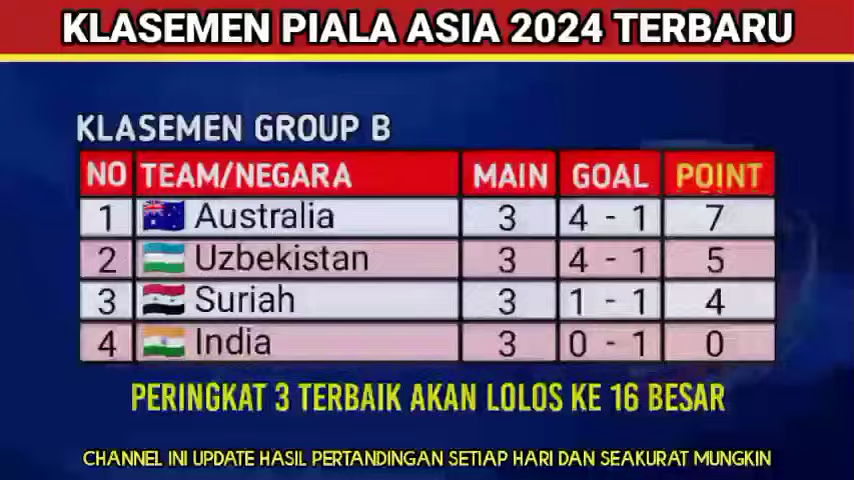 KLASEMEN PIALA ASIA 2024 TERBARU
KLASEMEN GROUP B
NO TEAM/NEGARA MAIN GOAL POINT
1 Australia 3 4 - 1 7
2 Uzbekistan 3 4 - 1 5
3 Suriah 3 1 - 1 4
4 India 3 0 - 1 0
PERINGKAT 3 TERBAIK AKAN LOLOS KE 16 BESAR
CHANNEL INI UPDATE HASIL PERTANDINGAN SETIAP HARI DAN SEAKURAT MUNGKIN